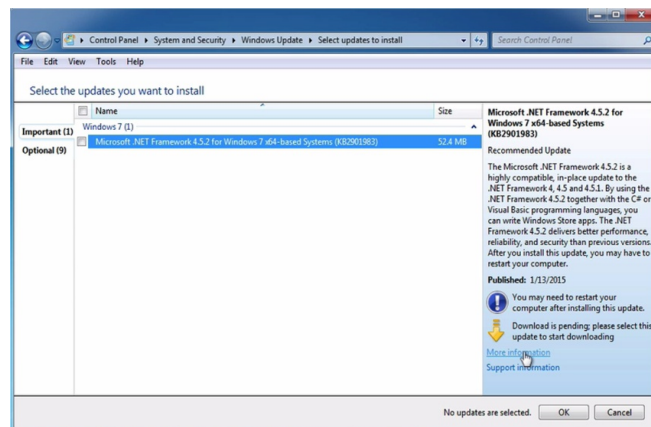 Control Panel ▸ System and Security ▸ Windows Update ▸ Select updates to install
Search Control Panel
File Edit View Tools Help
Select the updates you want to install
Name
Size
Important (1)
Optional (9)
Windows 7 (1)
Microsoft .NET Framework 4.5.2 for Windows 7 x64-based Systems (KB2901983) 52.4 MB
Microsoft .NET Framework 4.5.2 for
Windows 7 x64-based Systems
(KB2901983)
Recommended Update
The Microsoft .NET Framework 4.5.2 is a
highly compatible, in-place update to the
.NET Framework 4, 4.5 and 4.5.1. By using the
.NET Framework 4.5.2 together with the C# or
Visual Basic programming languages, you
can write Windows Store apps. The .NET
Framework 4.5.2 delivers better performance,
reliability, and security than previous versions.
After you install this update, you may have to
restart your computer.
Published: 1/13/2015
You may need to restart your
computer after installing this update.
Download is pending; please select this
update to start downloading
More information
Support information
No updates are selected.
OK
Cancel